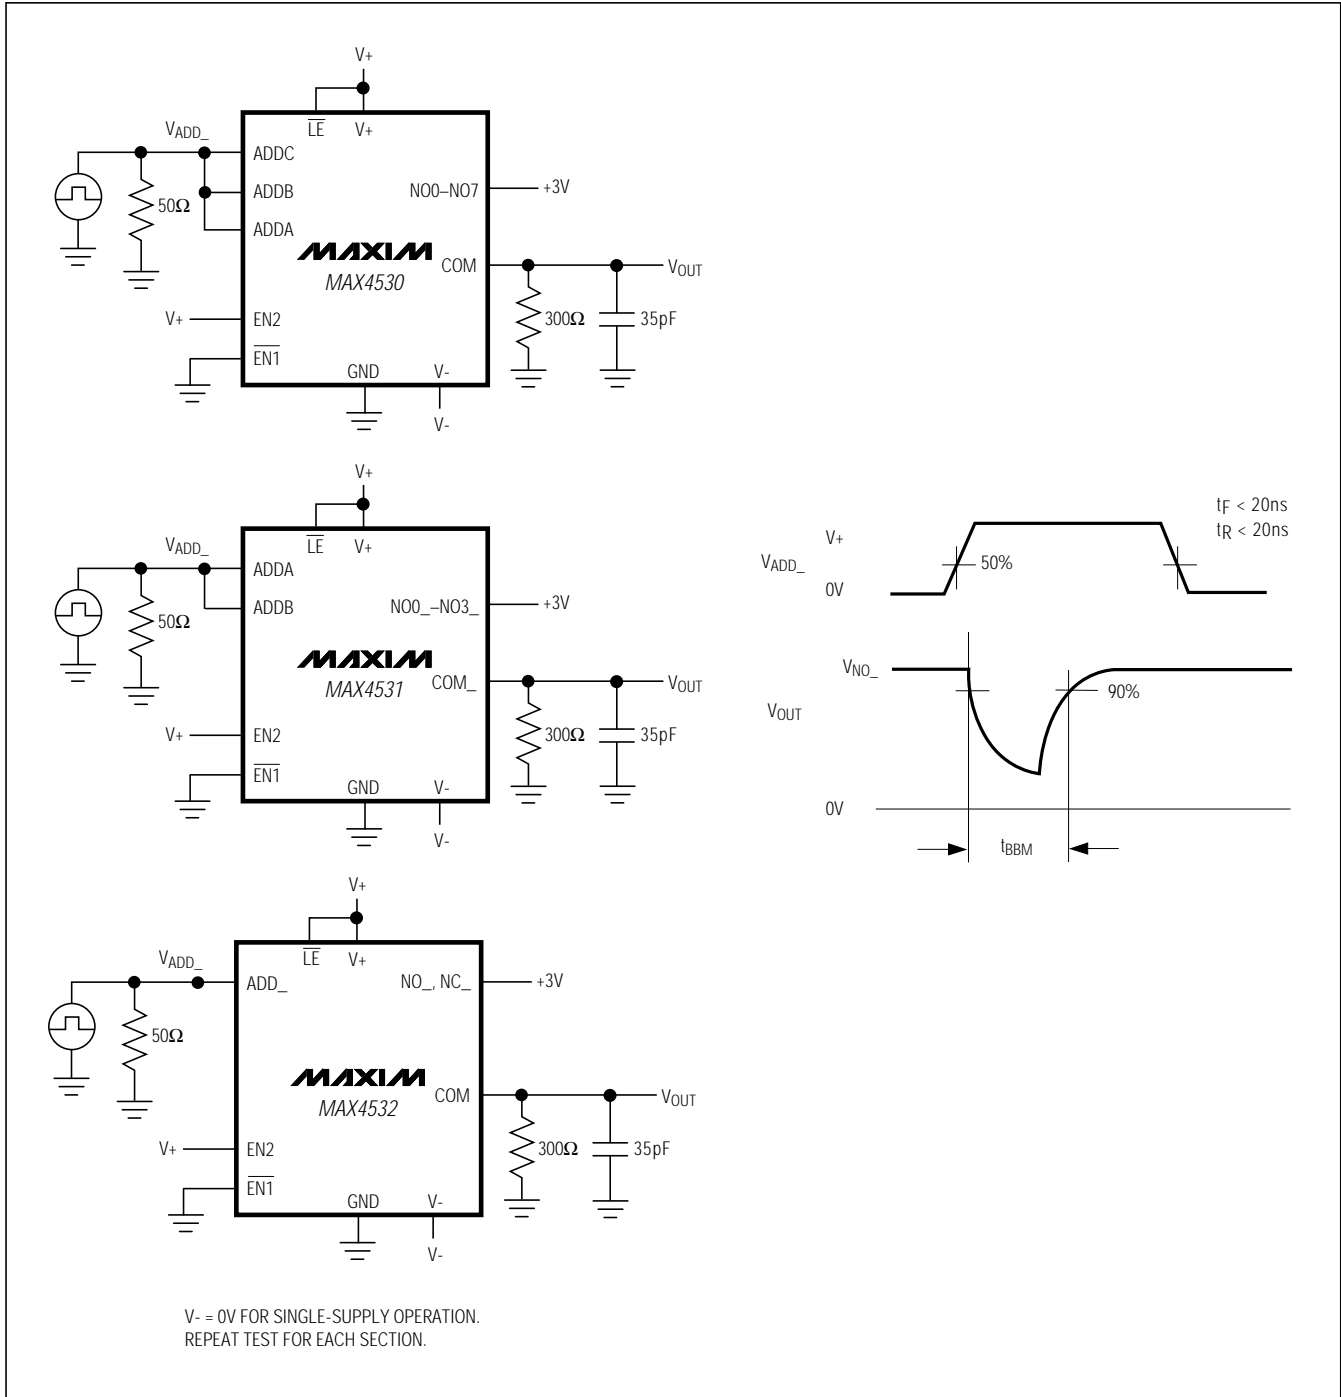 V+
LE V+
VADD_
ADDC
ADDB
ADDA
50Ω
NO0–NO7 +3V
MAXIM
MAX4530
COM VOUT
300Ω 35pF
V+ EN2
EN1
GND V-
V-
V+
LE V+
VADD_
ADDA
ADDB
50Ω
NO0_–NO3_ +3V
MAXIM
MAX4531
COM_ VOUT
300Ω 35pF
V+ EN2
EN1
GND V-
V-
V+
LE V+
VADD_
ADD_
50Ω
NO_, NC_ +3V
MAXIM
MAX4532
COM VOUT
300Ω 35pF
V+ EN2
EN1
GND V-
V-
V- = 0V FOR SINGLE-SUPPLY OPERATION.
REPEAT TEST FOR EACH SECTION.
tF < 20ns
tR < 20ns
V+
VADD_ 50%
0V
VNO_
90%
VOUT
0V
tBBM